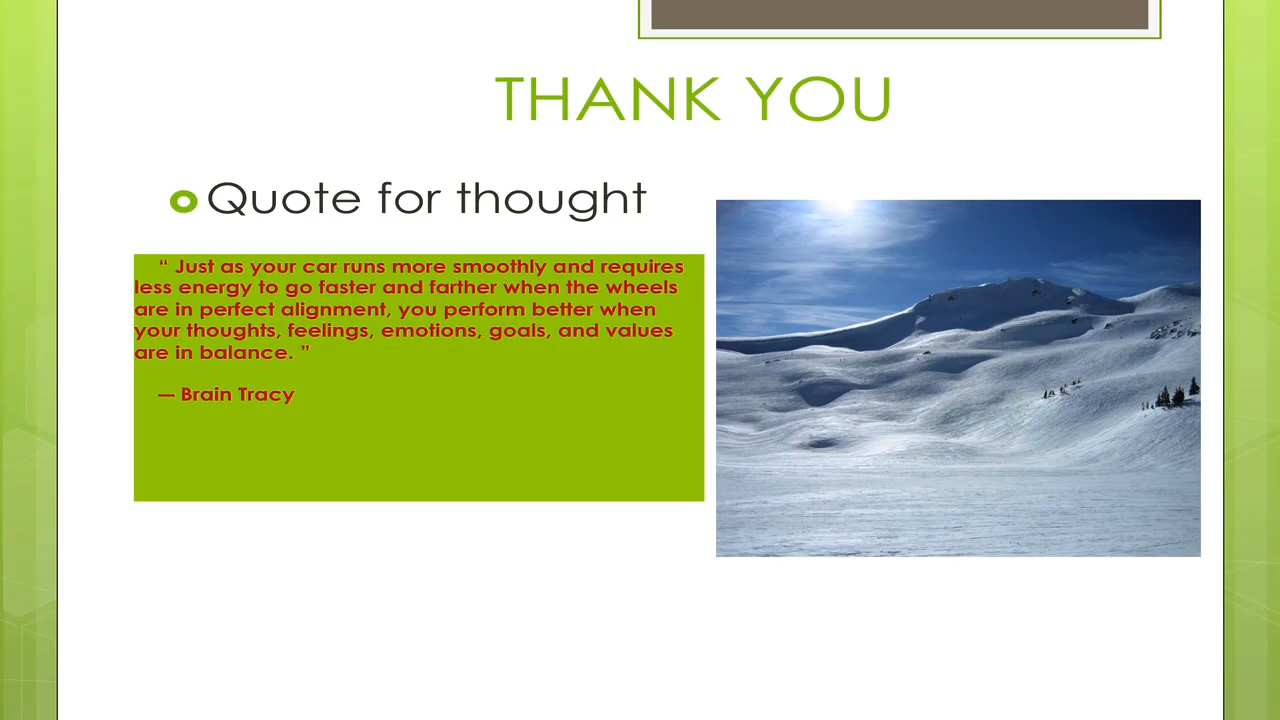 THANK YOU
Quote for thought
“ Just as your car runs more smoothly and requires
less energy to go faster and farther when the wheels
are in perfect alignment, you perform better when
your thoughts, feelings, emotions, goals, and values
are in balance. ”
— Brain Tracy